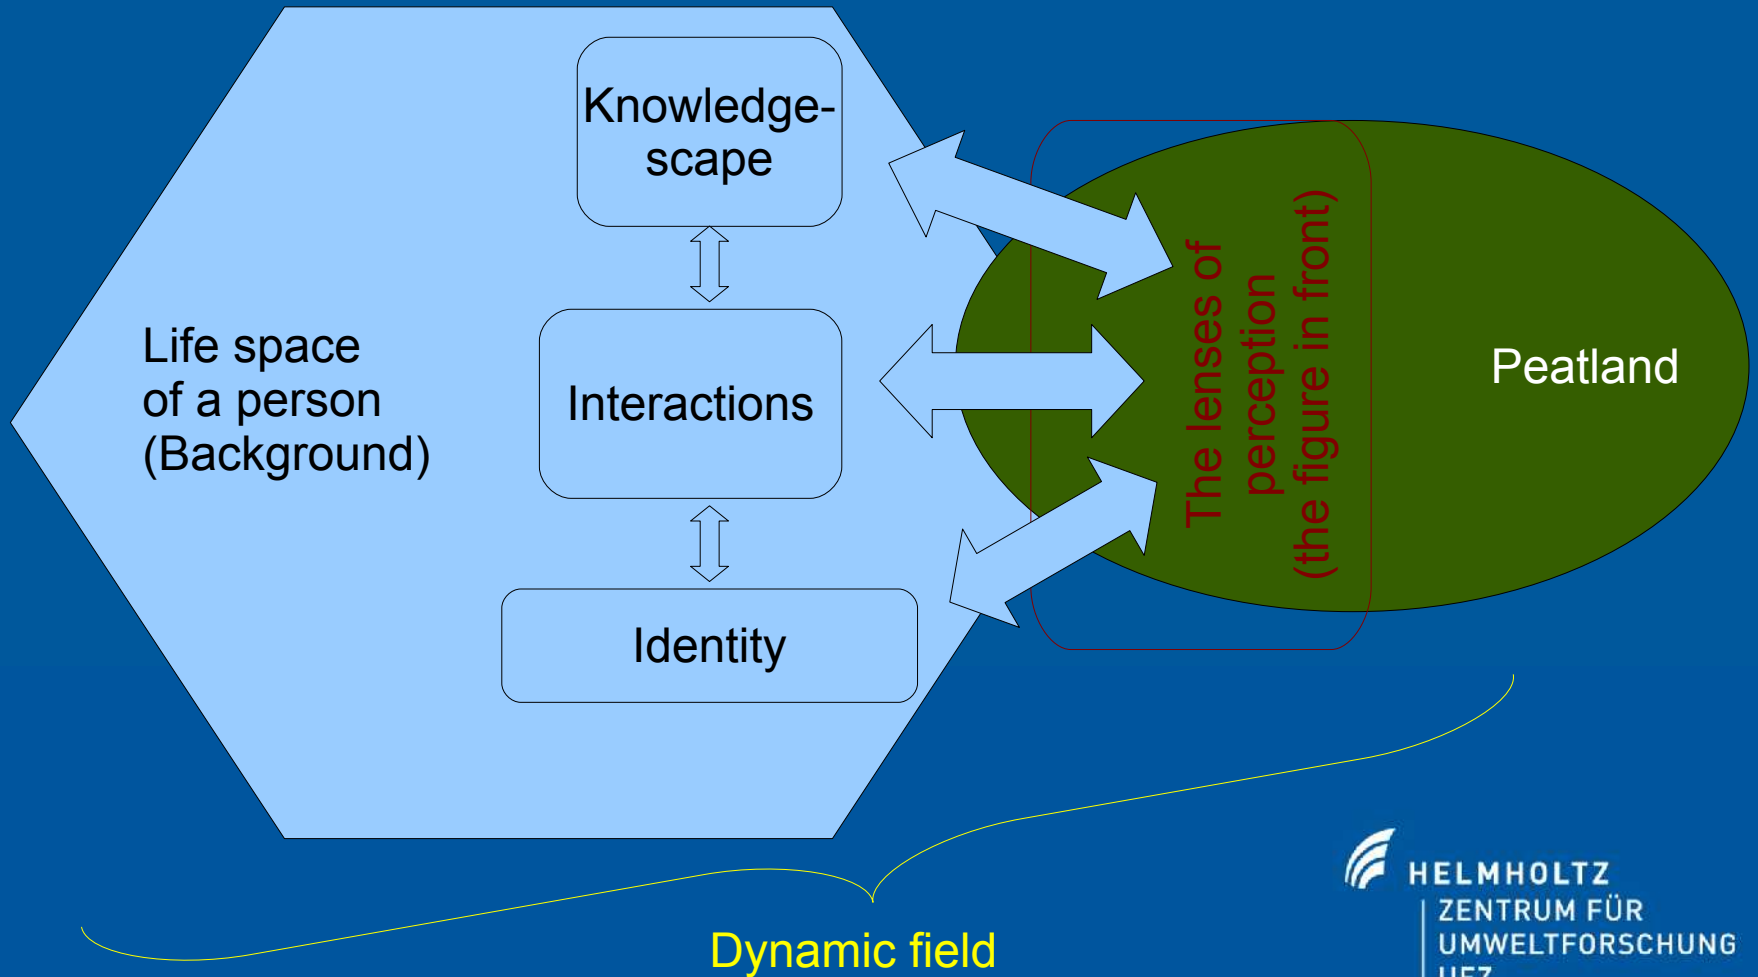 Knowledge-
scape
Life space
of a person
(Background)
Interactions
Identity
The lenses of
perception
(the figure in front)
Peatland
Dynamic field
HELMHOLTZ
ZENTRUM FÜR
UMWELTFORSCHUNG
UFZ